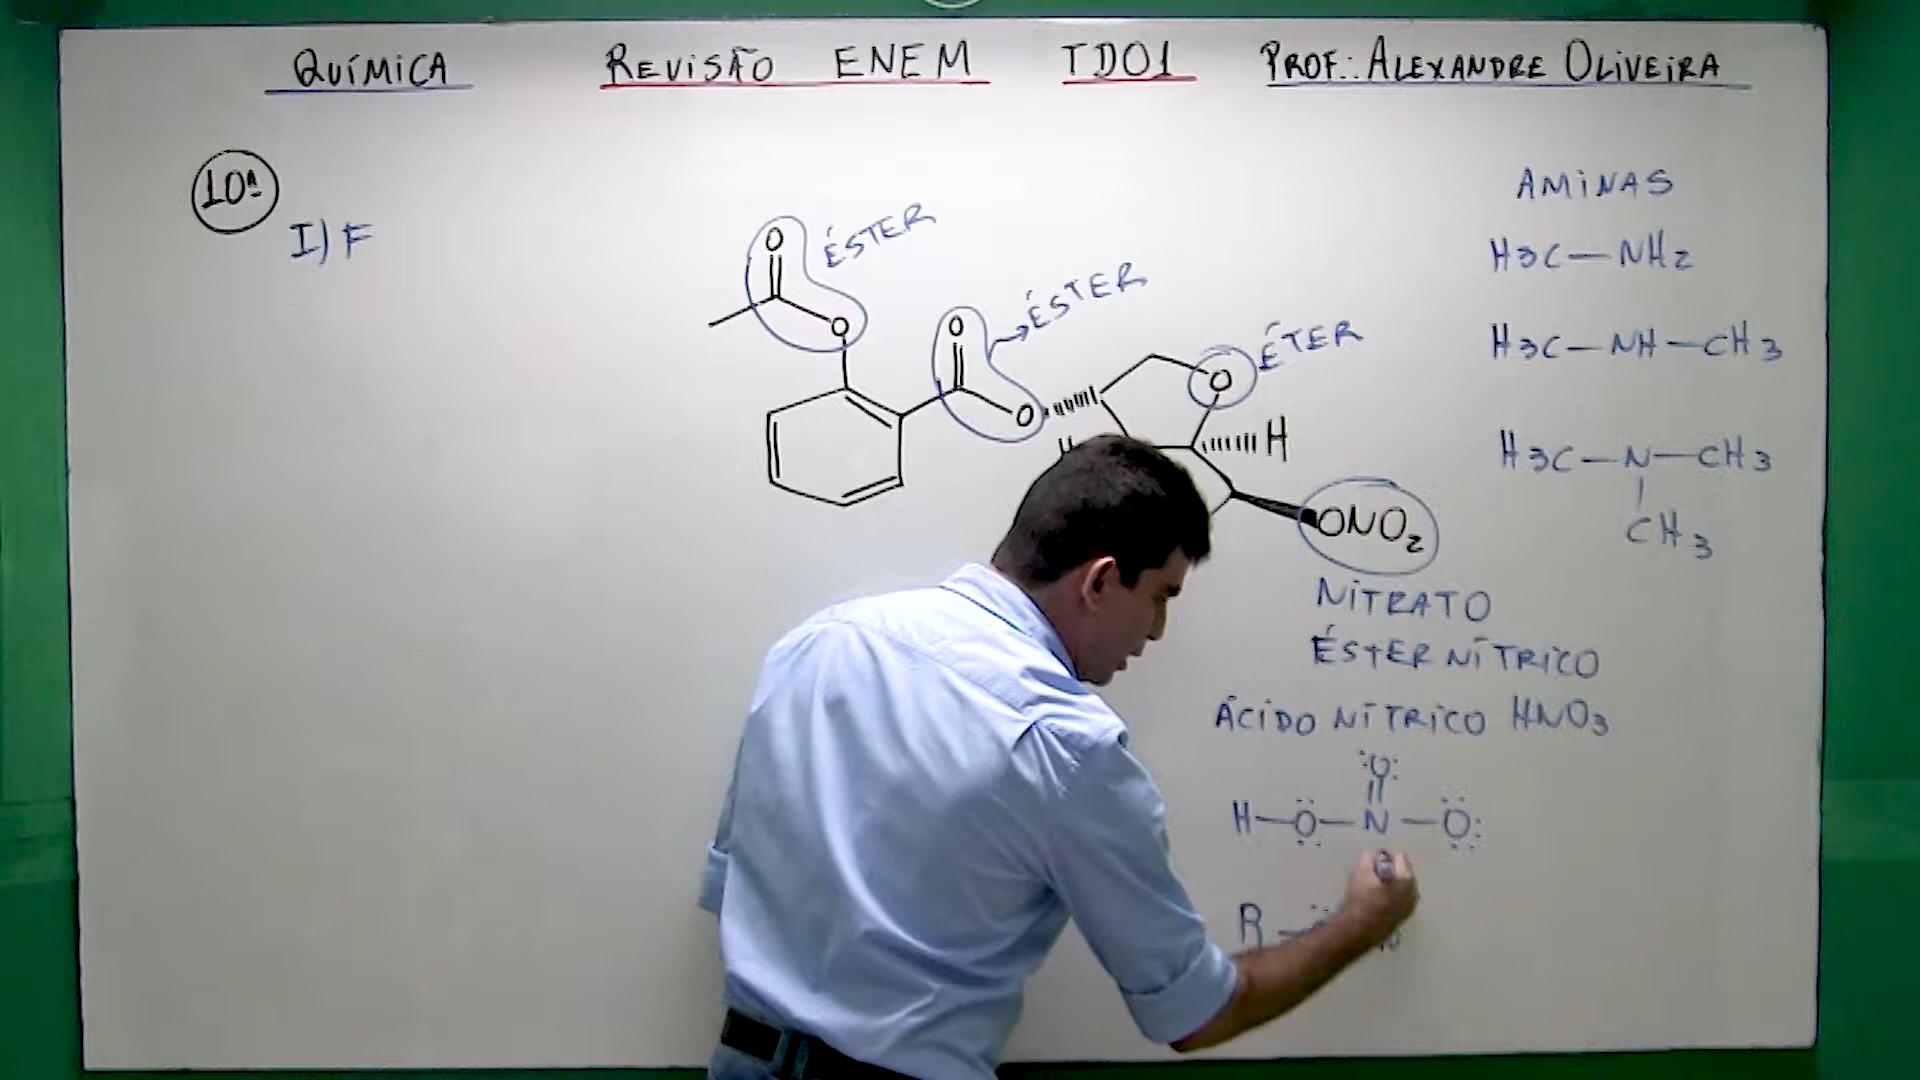 QUÍMICA REVISÃO ENEM TD01 PROF.: ALEXANDRE OLIVEIRA
10ª
I) F
O
ÉSTER
O
O
ÉSTER
O
O
ÉTER
H
ONO2
NITRATO
ÉSTER NÍTRICO
ÁCIDO NÍTRICO HNO3
O
H—O—N—O
R—
AMINAS
H3C—NH2
H3C—NH—CH3
H3C—N—CH3
CH3